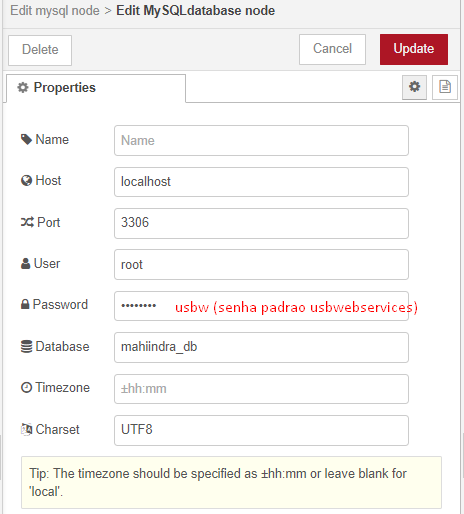 Edit mysql node > Edit MySQLdatabase node
Delete Cancel Update
Properties
Name Name
Host localhost
Port 3306
User root
Password •••••••• usbw (senha padrao usbwebservices)
Database mahiindra_db
Timezone ±hh:mm
Charset UTF8
Tip: The timezone should be specified as ±hh:mm or leave blank for
'local'.